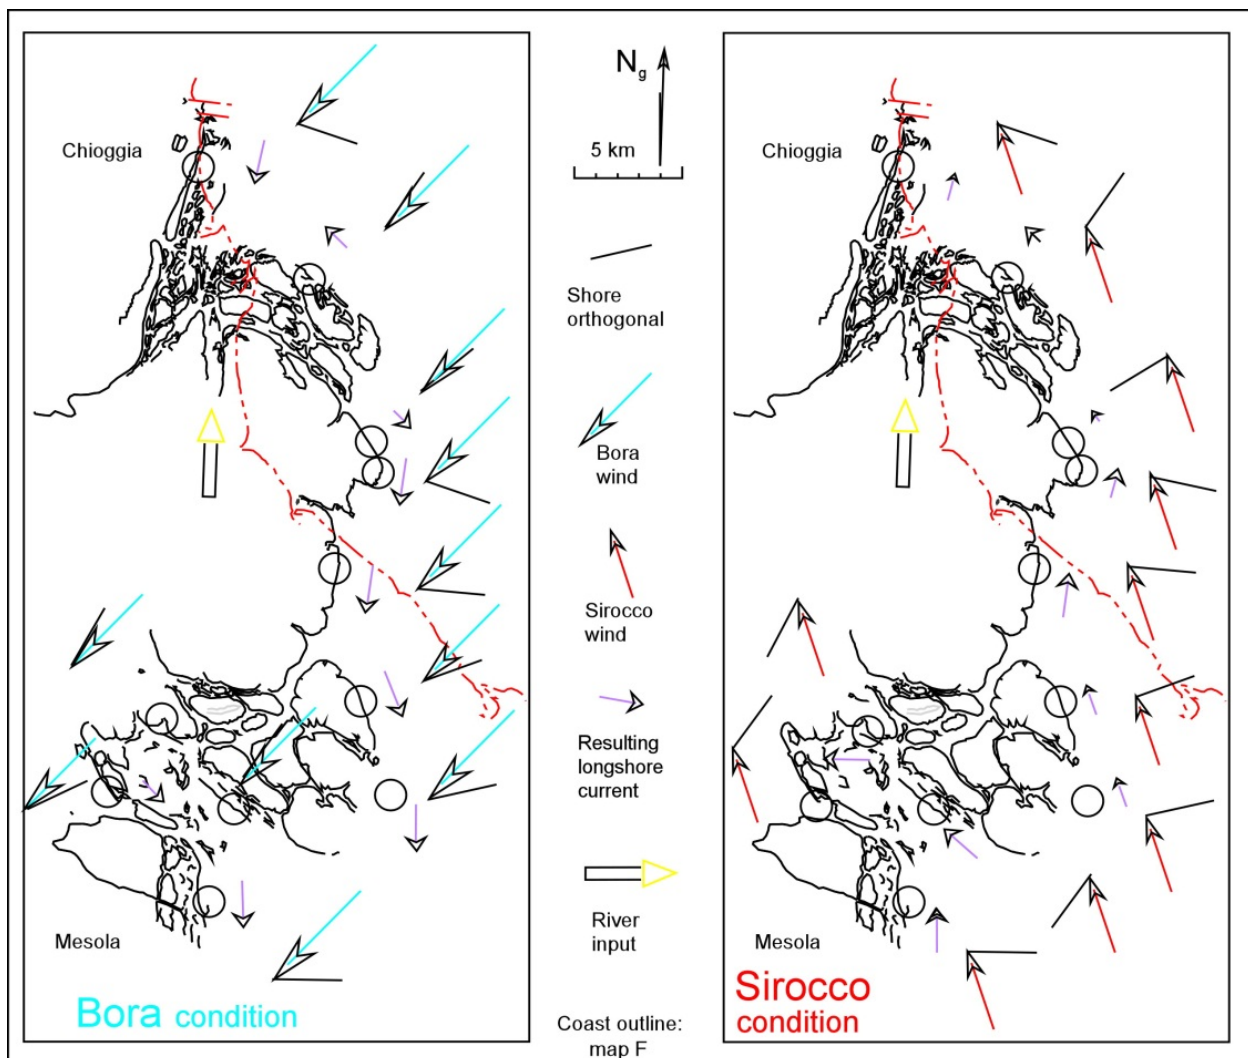 Chioggia
Mesola
Bora condition
N g
5 km
Shore
orthogonal
Bora
wind
Sirocco
wind
Resulting
longshore
current
River
input
Coast outline:
map F
Chioggia
Mesola
Sirocco
condition